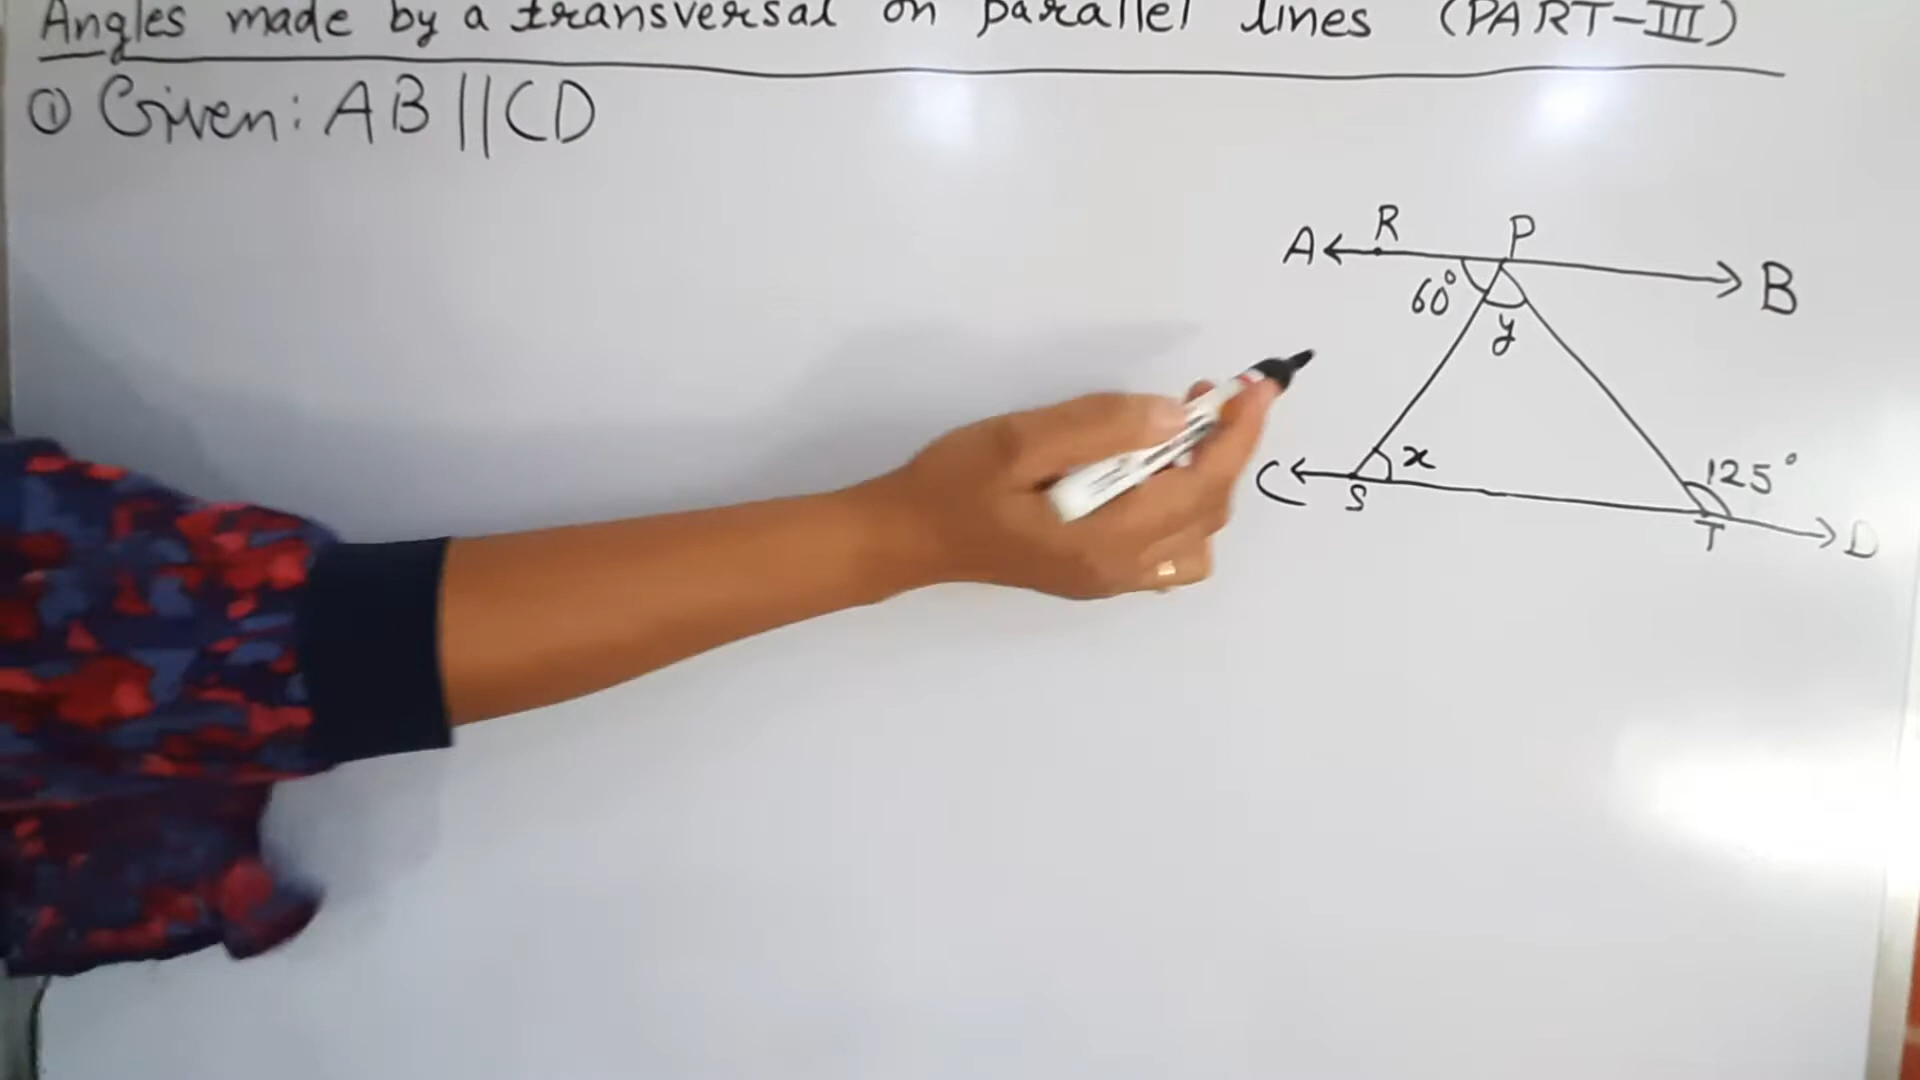 Angles made by a transversal on parallel lines (PART-III)
① Given: AB||CD
A R P B
60° y
C S x 125° T D